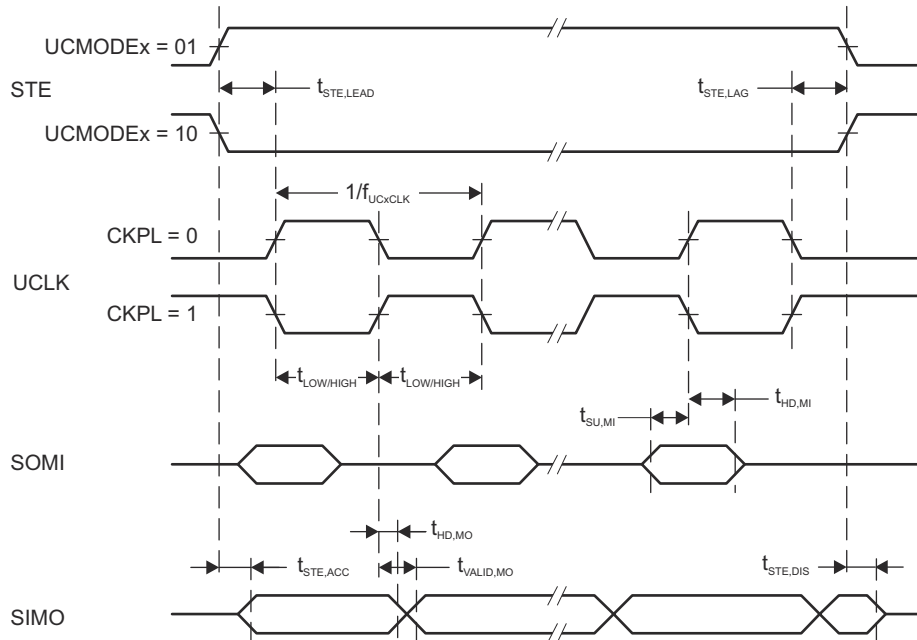 UCMODEx = 01
STE
t_STE,LEAD
t_STE,LAG
UCMODEx = 10
1/f_UCxCLK
CKPL = 0
UCLK
CKPL = 1
t_LOW/HIGH
t_LOW/HIGH
t_SU,MI
t_HD,MI
SOMI
t_HD,MO
t_STE,ACC
t_VALID,MO
t_STE,DIS
SIMO